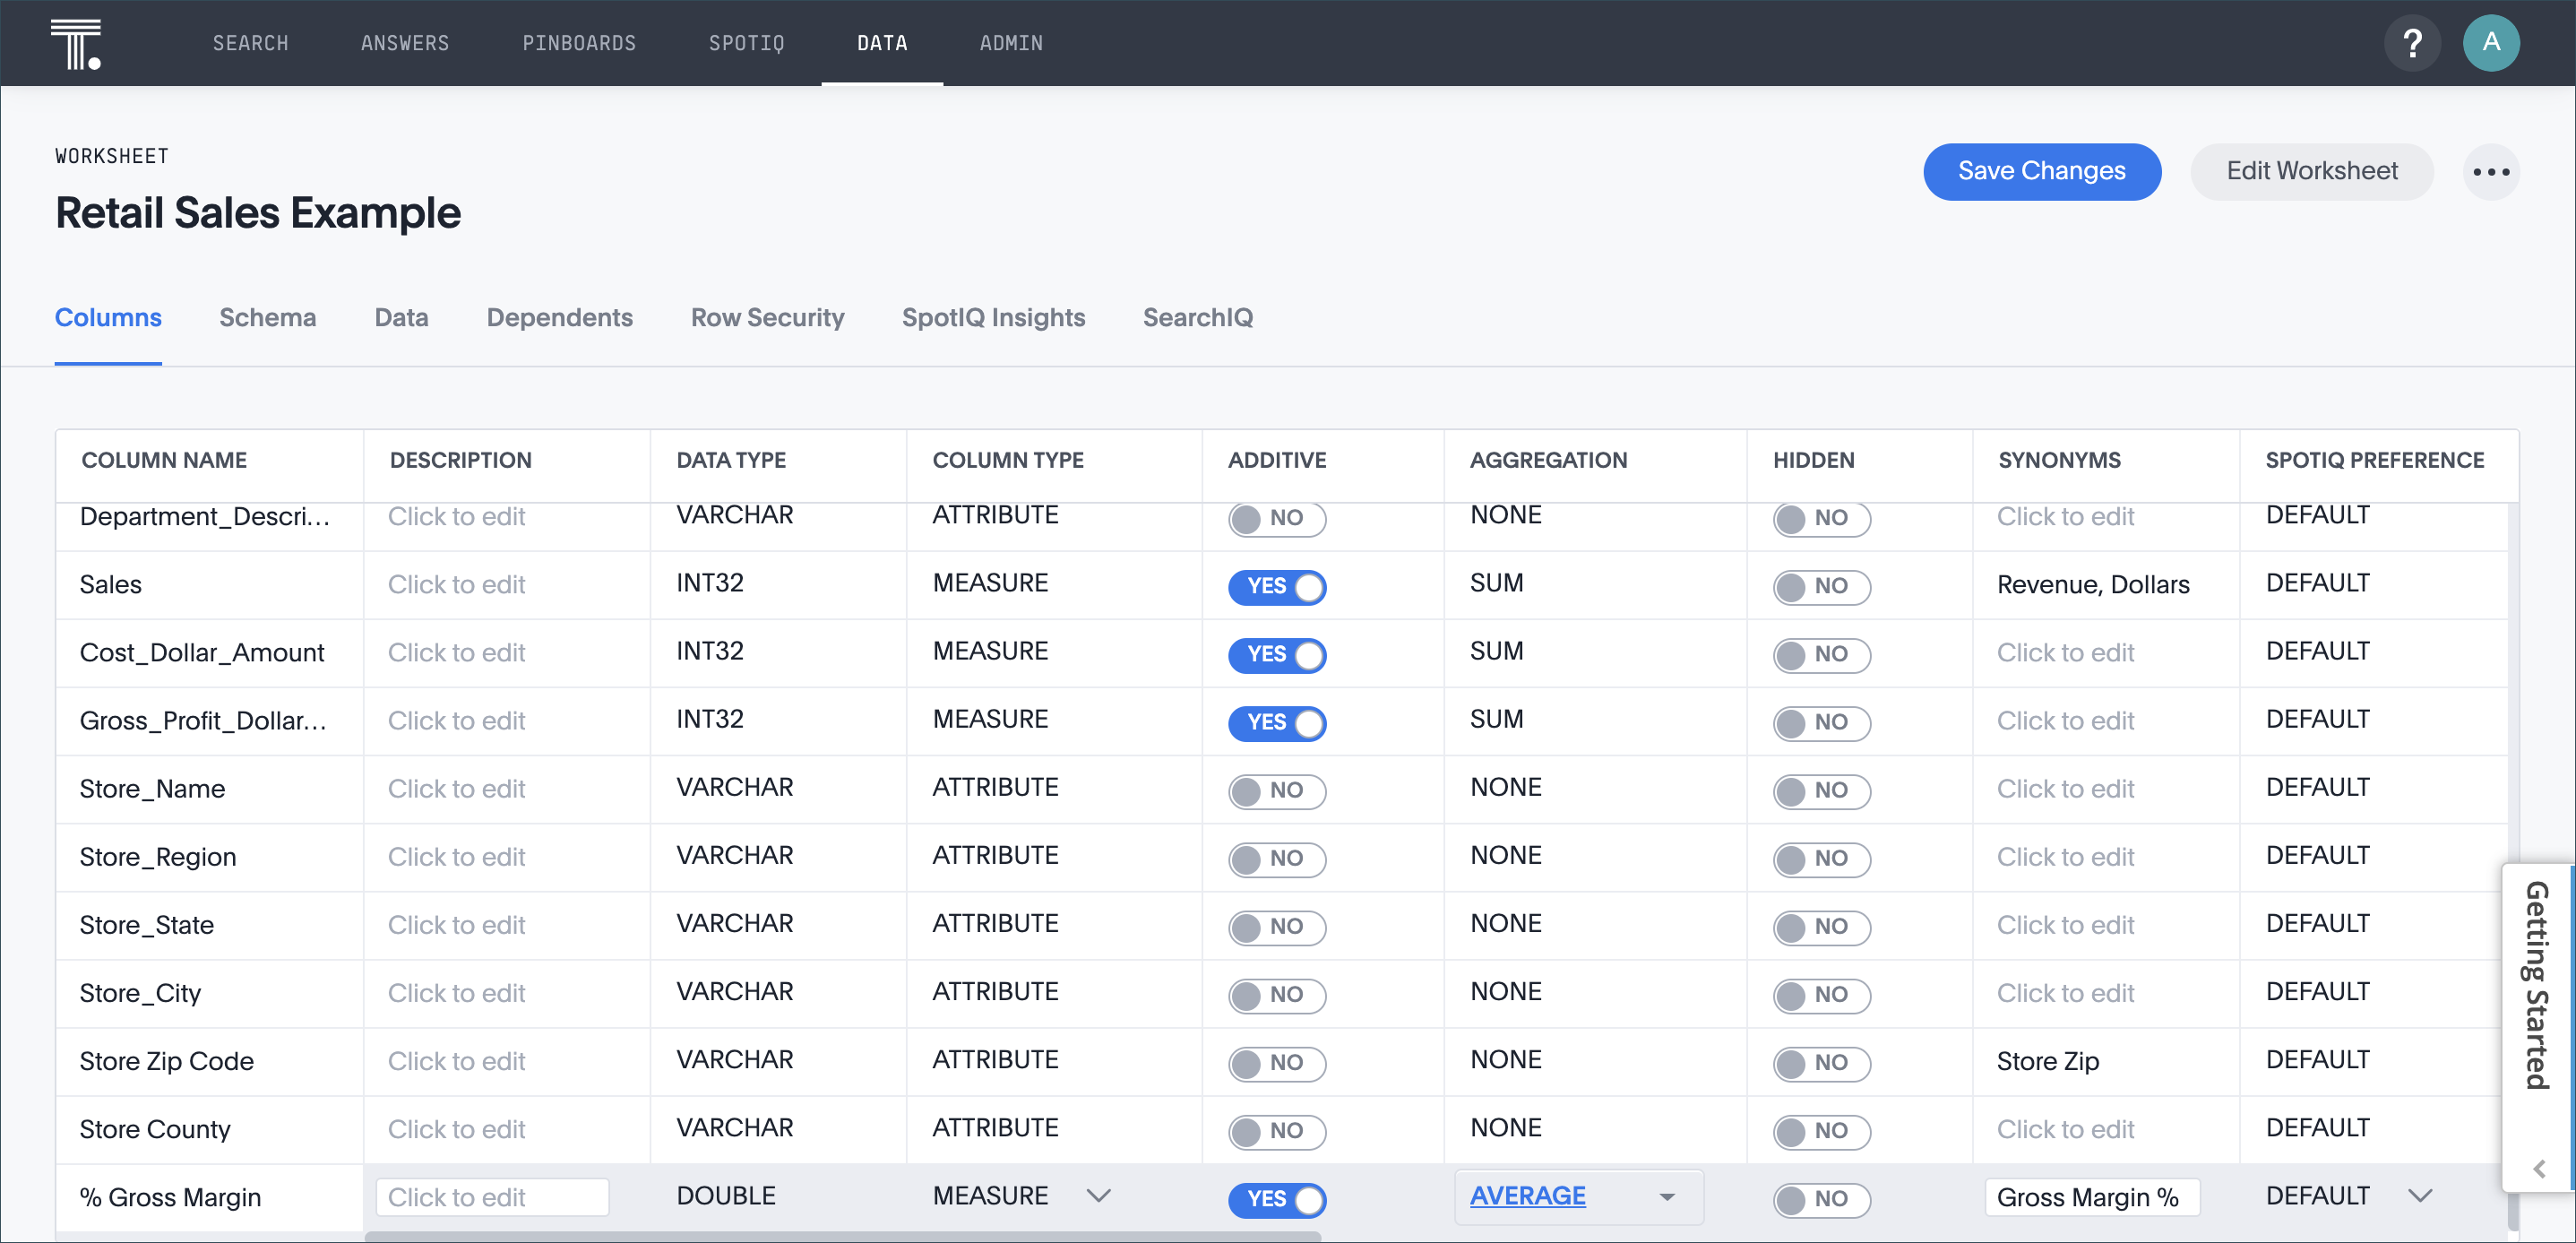 SEARCH ANSWERS PINBOARDS SPOTIQ DATA ADMIN ? A
WORKSHEET
Retail Sales Example
Save Changes Edit Worksheet
Columns Schema Data Dependents Row Security SpotIQ Insights SearchIQ
COLUMN NAME DESCRIPTION DATA TYPE COLUMN TYPE ADDITIVE AGGREGATION HIDDEN SYNONYMS SPOTIQ PREFERENCE
Department_Descri... Click to edit VARCHAR ATTRIBUTE NO NONE NO Click to edit DEFAULT
Sales Click to edit INT32 MEASURE YES SUM NO Revenue, Dollars DEFAULT
Cost_Dollar_Amount Click to edit INT32 MEASURE YES SUM NO Click to edit DEFAULT
Gross_Profit_Dollar... Click to edit INT32 MEASURE YES SUM NO Click to edit DEFAULT
Store_Name Click to edit VARCHAR ATTRIBUTE NO NONE NO Click to edit DEFAULT
Store_Region Click to edit VARCHAR ATTRIBUTE NO NONE NO Click to edit DEFAULT
Store_State Click to edit VARCHAR ATTRIBUTE NO NONE NO Click to edit DEFAULT
Store_City Click to edit VARCHAR ATTRIBUTE NO NONE NO Click to edit DEFAULT
Store Zip Code Click to edit VARCHAR ATTRIBUTE NO NONE NO Store Zip DEFAULT
Store County Click to edit VARCHAR ATTRIBUTE NO NONE NO Click to edit DEFAULT
% Gross Margin Click to edit DOUBLE MEASURE YES AVERAGE NO Gross Margin % DEFAULT
Getting Started